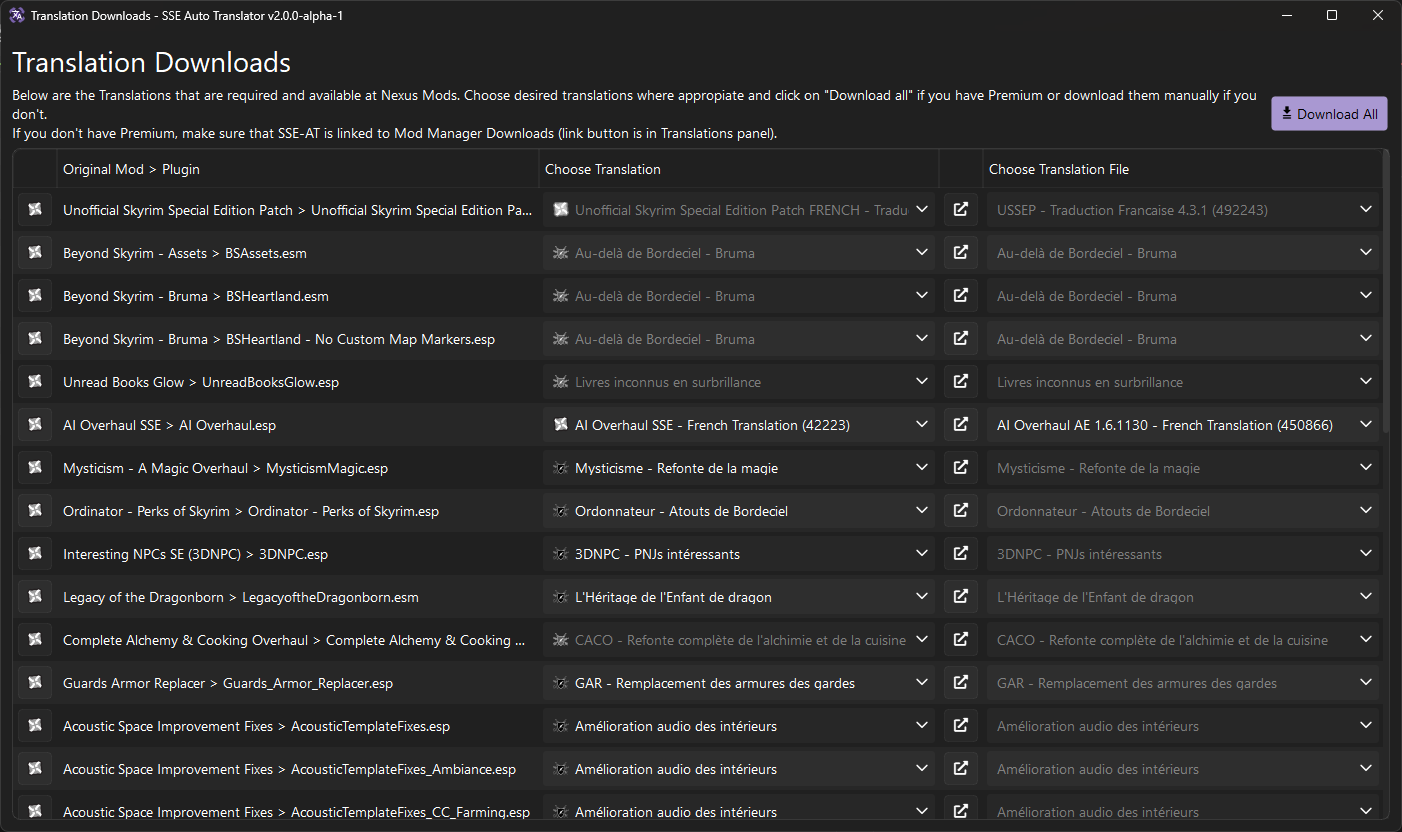 Translation Downloads - SSE Auto Translator v2.0.0-alpha-1
Translation Downloads
Below are the Translations that are required and available at Nexus Mods. Choose desired translations where appropiate and click on "Download all" if you have Premium or download them manually if you
don't.
If you don't have Premium, make sure that SSE-AT is linked to Mod Manager Downloads (link button is in Translations panel).
Download All
Original Mod > Plugin Choose Translation Choose Translation File
Unofficial Skyrim Special Edition Patch > Unofficial Skyrim Special Edition Pa... Unofficial Skyrim Special Edition Patch FRENCH - Tradu USSEP - Traduction Francaise 4.3.1 (492243)
Beyond Skyrim - Assets > BSAssets.esm Au-delà de Bordeciel - Bruma Au-delà de Bordeciel - Bruma
Beyond Skyrim - Bruma > BSHeartland.esm Au-delà de Bordeciel - Bruma Au-delà de Bordeciel - Bruma
Beyond Skyrim - Bruma > BSHeartland - No Custom Map Markers.esp Au-delà de Bordeciel - Bruma Au-delà de Bordeciel - Bruma
Unread Books Glow > UnreadBooksGlow.esp Livres inconnus en surbrillance Livres inconnus en surbrillance
AI Overhaul SSE > AI Overhaul.esp AI Overhaul SSE - French Translation (42223) AI Overhaul AE 1.6.1130 - French Translation (450866)
Mysticism - A Magic Overhaul > MysticismMagic.esp Mysticisme - Refonte de la magie Mysticisme - Refonte de la magie
Ordinator - Perks of Skyrim > Ordinator - Perks of Skyrim.esp Ordonnateur - Atouts de Bordeciel Ordonnateur - Atouts de Bordeciel
Interesting NPCs SE (3DNPC) > 3DNPC.esp 3DNPC - PNJs intéressants 3DNPC - PNJs intéressants
Legacy of the Dragonborn > LegacyoftheDragonborn.esm L'Héritage de l'Enfant de dragon L'Héritage de l'Enfant de dragon
Complete Alchemy & Cooking Overhaul > Complete Alchemy & Cooking ... CACO - Refonte complète de l'alchimie et de la cuisine CACO - Refonte complète de l'alchimie et de la cuisine
Guards Armor Replacer > Guards_Armor_Replacer.esp GAR - Remplacement des armures des gardes GAR - Remplacement des armures des gardes
Acoustic Space Improvement Fixes > AcousticTemplateFixes.esp Amélioration audio des intérieurs Amélioration audio des intérieurs
Acoustic Space Improvement Fixes > AcousticTemplateFixes_Ambiance.esp Amélioration audio des intérieurs Amélioration audio des intérieurs
Acoustic Space Improvement Fixes > AcousticTemplateFixes_CC_Farming.esp Amélioration audio des intérieurs Amélioration audio des intérieurs